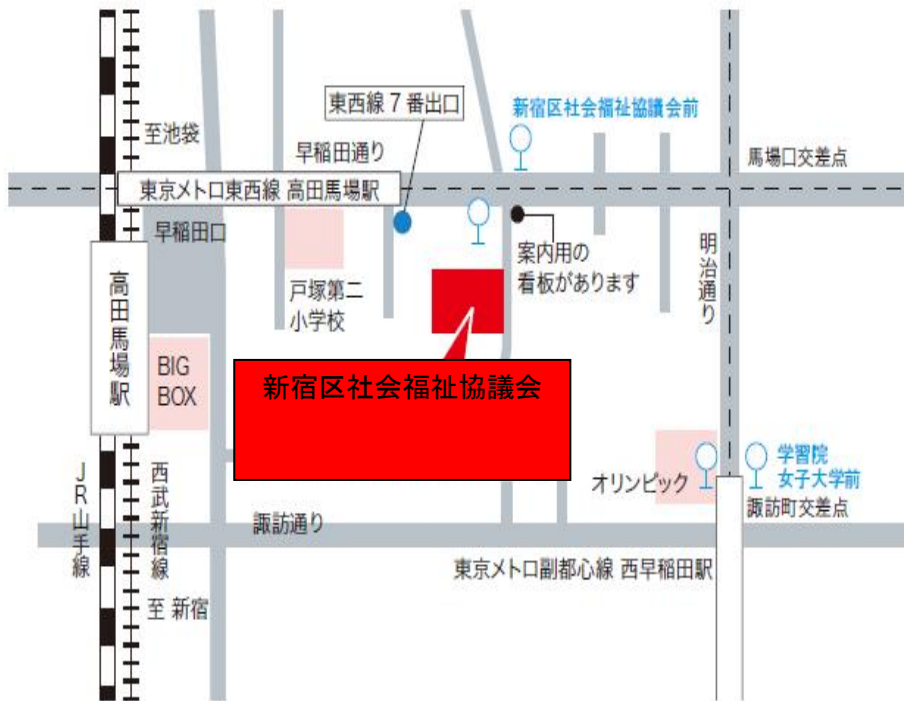 東西線 7 番出口
新宿区社会福祉協議会前
至池袋
早稲田通り
馬場口交差点
東京メトロ東西線 高田馬場駅
早稲田口
案内用の
看板があります
明治通り
戸塚第二
小学校
高田馬場駅
BIG
BOX
新宿区社会福祉協議会
オリンピック
学習院
女子大学前
諏訪町交差点
JR山手線
西武新宿線
諏訪通り
東京メトロ副都心線 西早稲田駅
至 新宿